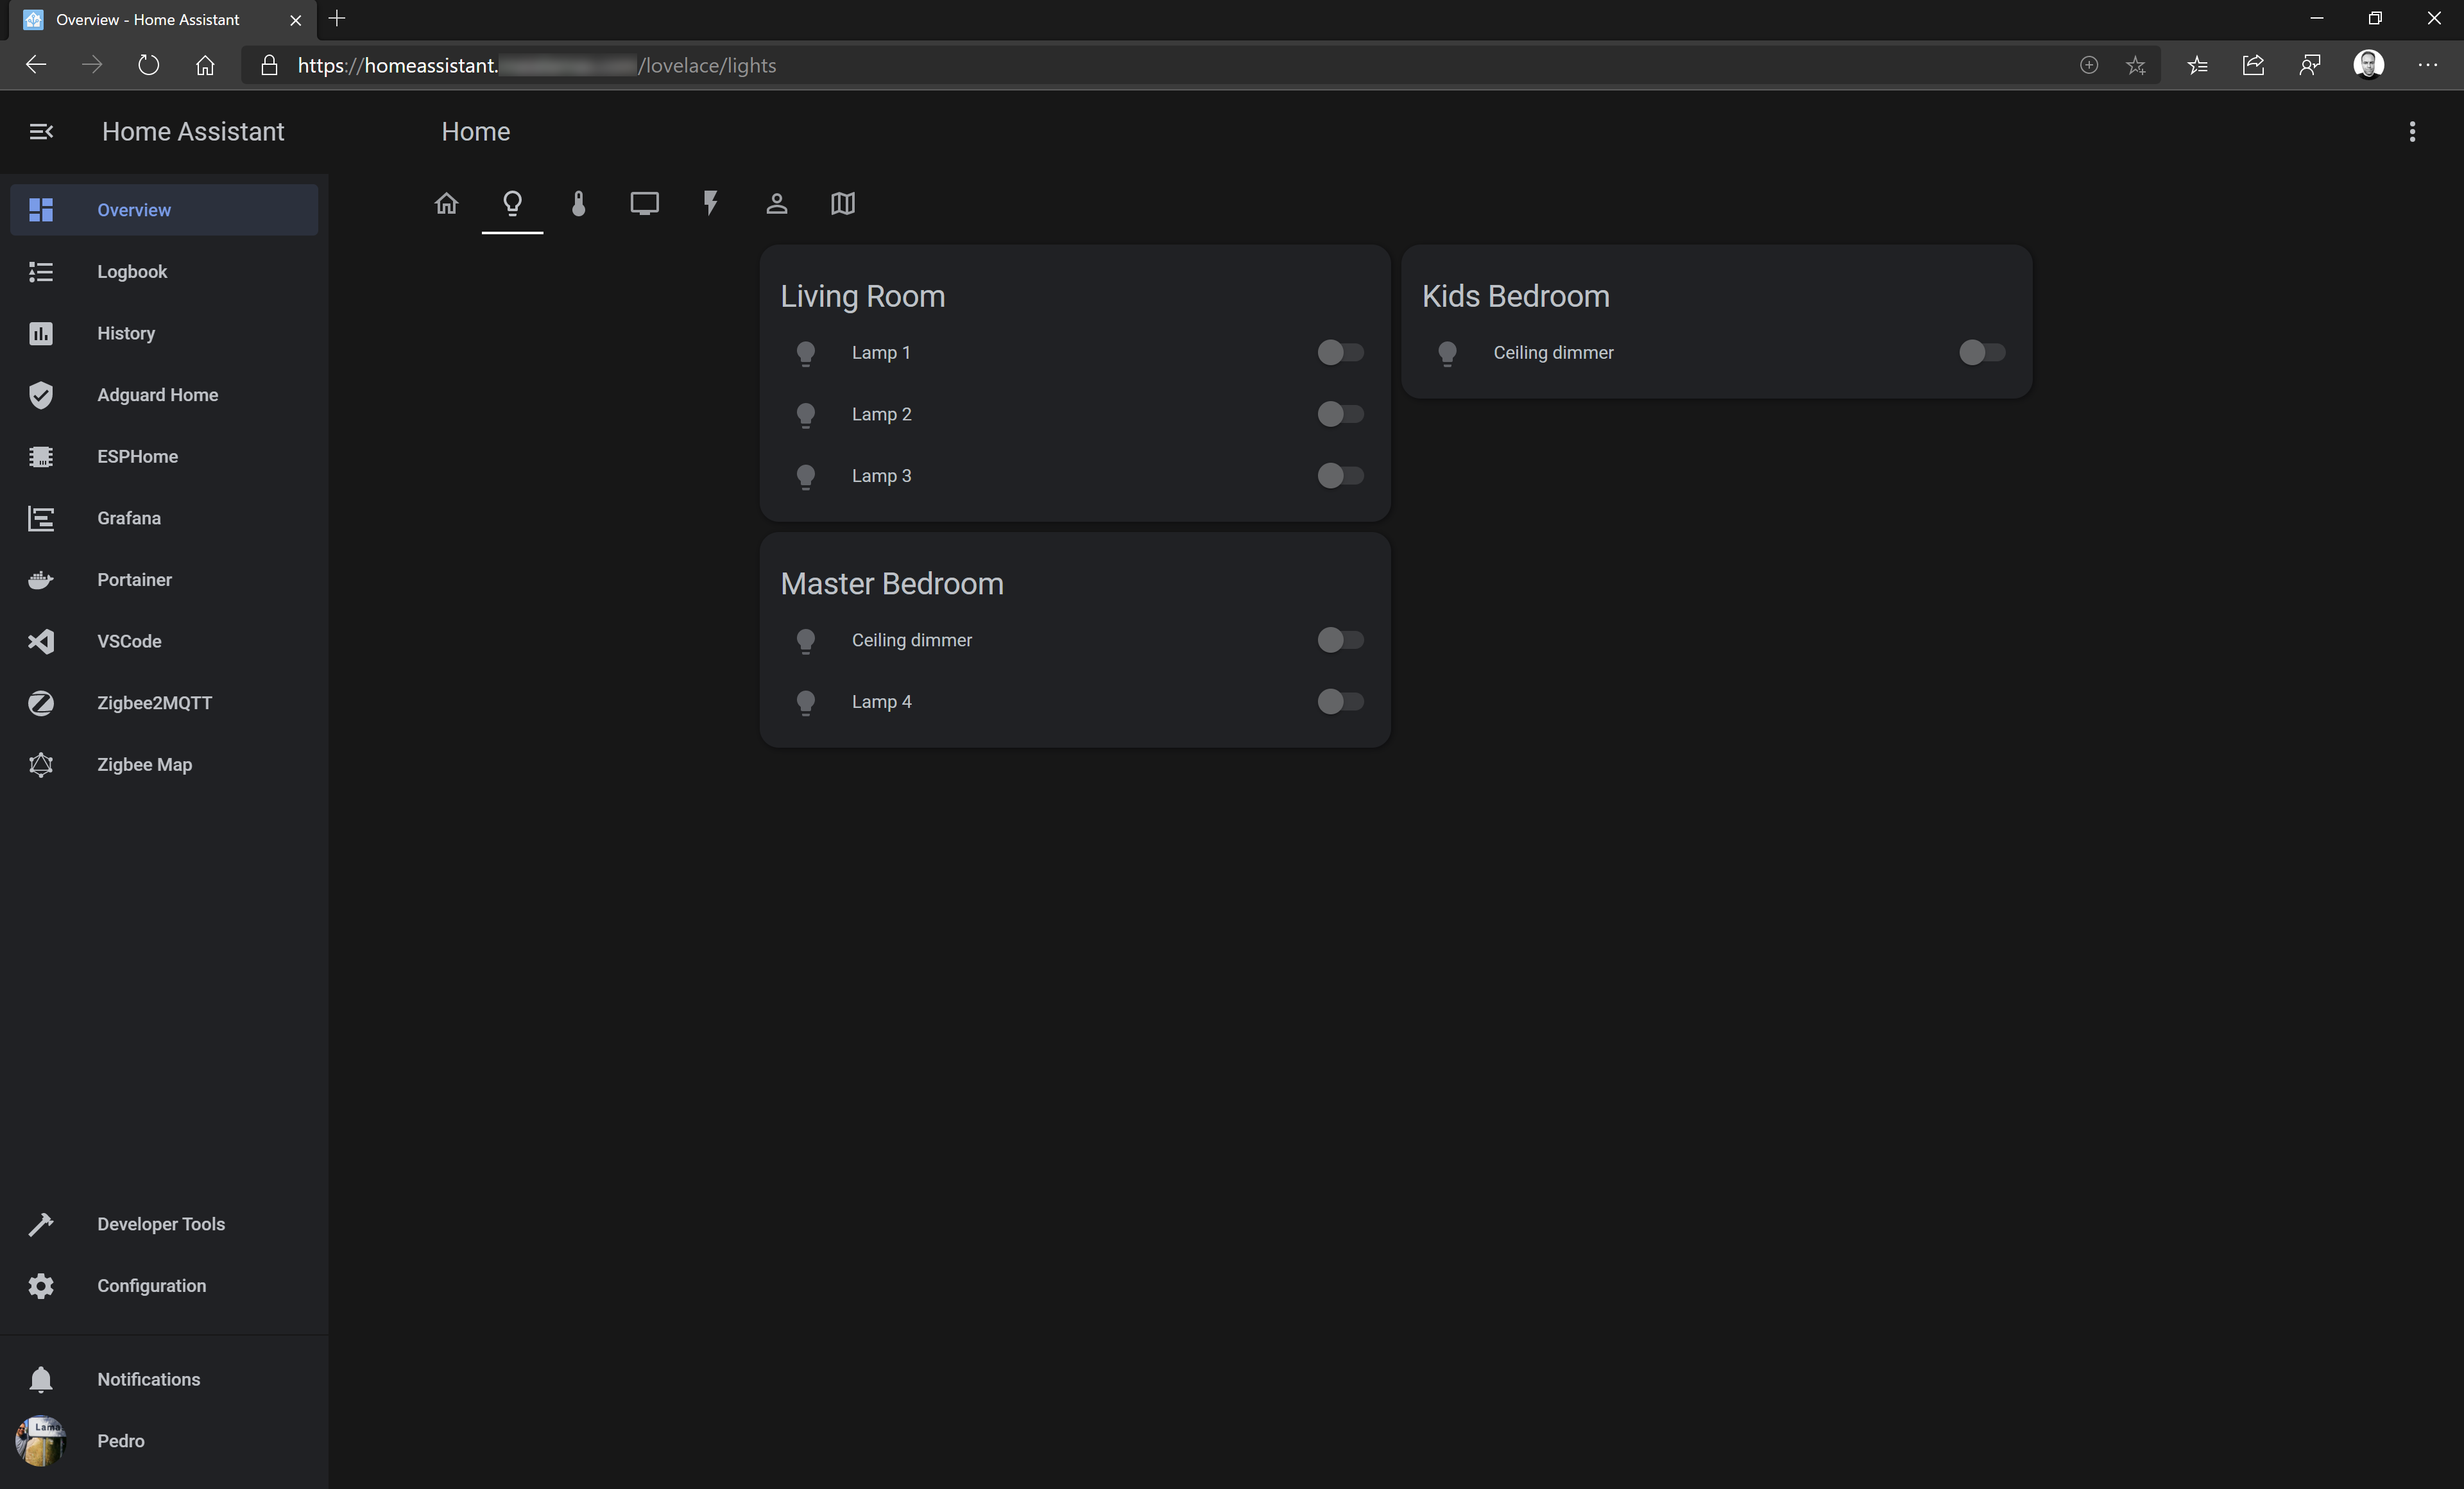 Overview - Home Assistant
https://homeassistant. /lovelace/lights
Home Assistant
Home
Overview
Logbook
History
Adguard Home
ESPHome
Grafana
Portainer
VSCode
Zigbee2MQTT
Zigbee Map
Living Room
Lamp 1
Lamp 2
Lamp 3
Master Bedroom
Ceiling dimmer
Lamp 4
Kids Bedroom
Ceiling dimmer
Developer Tools
Configuration
Notifications
Lama
Pedro